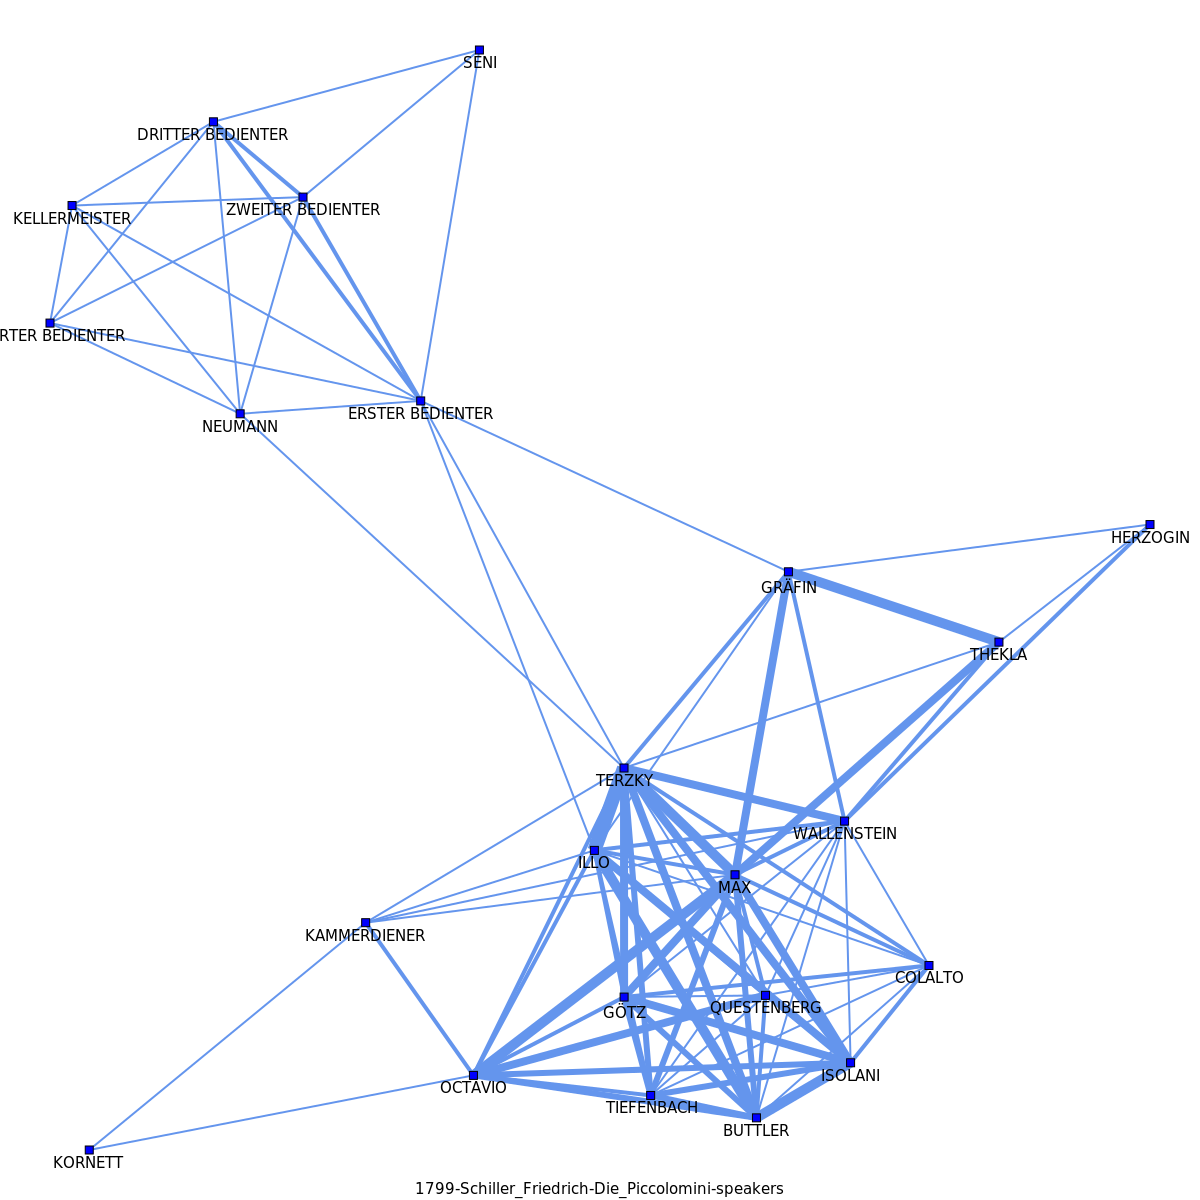 SENI
DRITTER BEDIENTER
ZWEITER BEDIENTER
KELLERMEISTER
RTER BEDIENTER
ERSTER BEDIENTER
NEUMANN
HERZOGIN
GRÄFIN
THEKLA
TERZKY
WALLENSTEIN
ILLO
MAX
KAMMERDIENER
COLALTO
QUESTENBERG
GÖTZ
ISOLANI
OCTAVIO
TIEFENBACH
BUTTLER
KORNETT
1799-Schiller_Friedrich-Die_Piccolomini-speakers